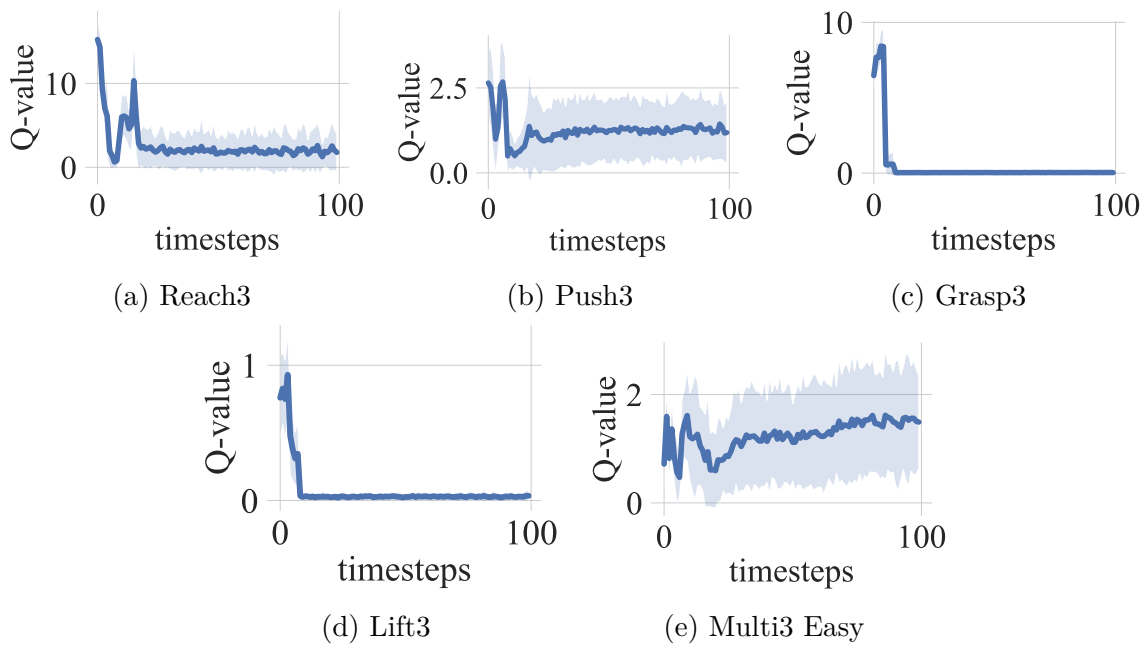 Q-value
10
0
0
100
timesteps
(a) Reach3
Q-value
2.5
0.0
0
100
timesteps
(b) Push3
Q-value
10
0
0
100
timesteps
(c) Grasp3
Q-value
1
0
0
100
timesteps
(d) Lift3
Q-value
2
0
0
100
timesteps
(e) Multi3 Easy